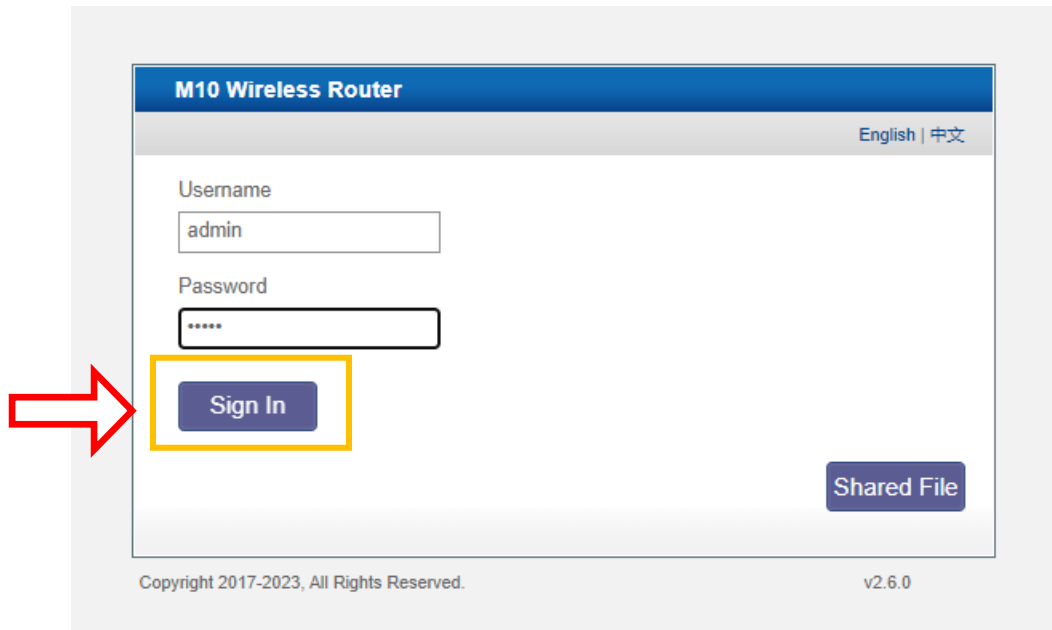 M10 Wireless Router
English | 中文
Username
admin
Password
•••••
Sign In
Shared File
Copyright 2017-2023, All Rights Reserved.
v2.6.0